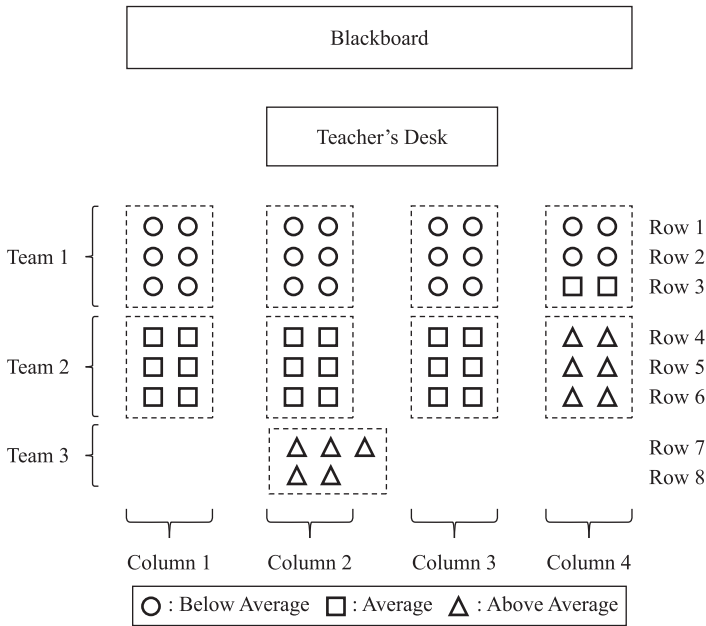 Blackboard
Teacher's Desk
Row 1
Team 1
Row 2
Row 3
Row 4
Team 2
Row 5
Row 6
Team 3
Row 7
Row 8
Column 1
Column 2
Column 3
Column 4
: Below Average : Average : Above Average